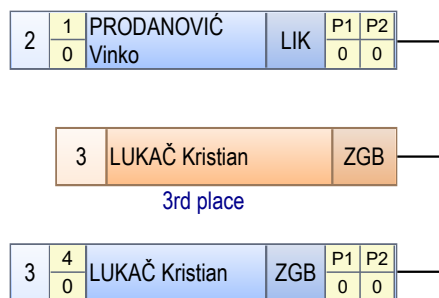 2 1 0 PRODANOVIĆ Vinko LIK P1 P2 0 0
3 LUKAČ Kristian ZGB
3rd place
3 4 0 LUKAČ Kristian ZGB P1 P2 0 0